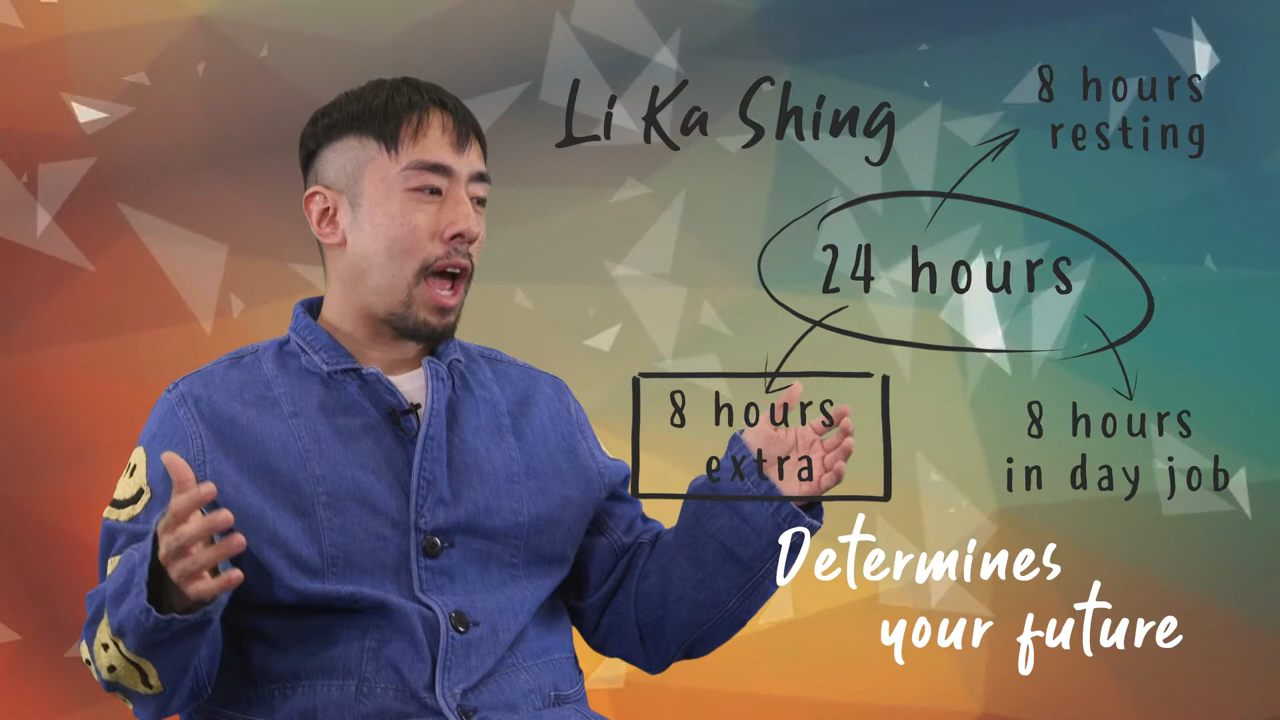 Li Ka Shing
8 hours
resting
24 hours
8 hours
extra
8 hours
in day job
Determines
your future